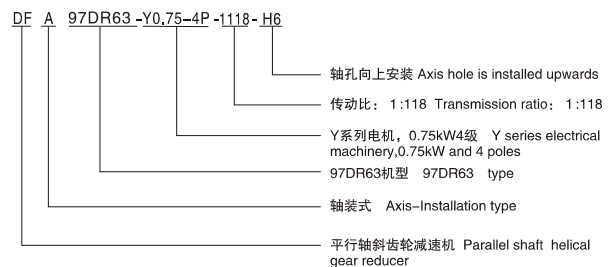 DF A 97DR63-Y0.75-4P-1118-H6
轴孔向上安装 Axis hole is installed upwards
传动比：1:118 Transmission ratio：1:118
Y系列电机，0.75kW4级 Y series electrical
machinery,0.75kW and 4 poles
97DR63机型 97DR63 type
轴装式 Axis-Installation type
平行轴斜齿轮减速机 Parallel shaft helical
gear reducer